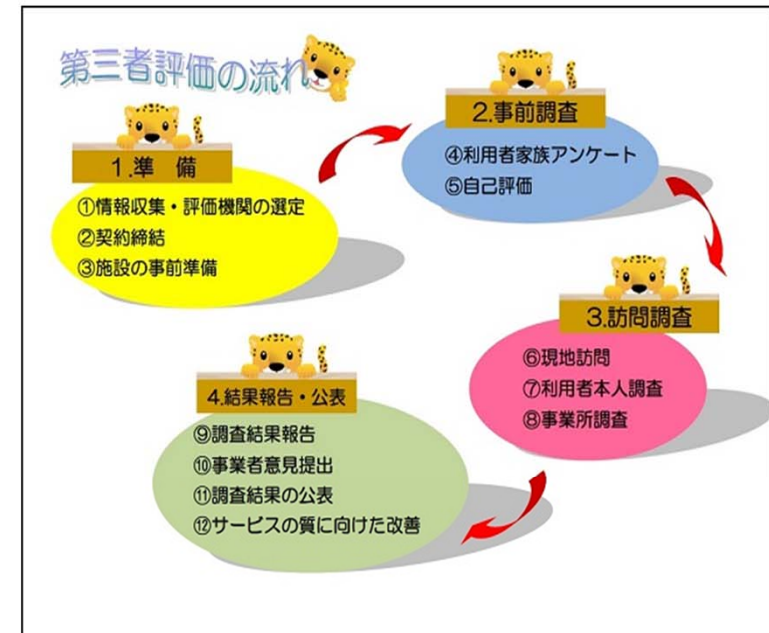 第三者評価の流れ
1.準　備
①情報収集・評価機関の選定
②契約締結
③施設の事前準備
2.事前調査
④利用者家族アンケート
⑤自己評価
3.訪問調査
⑥現地訪問
⑦利用者本人調査
⑧事業所調査
4.結果報告・公表
⑨調査結果報告
⑩事業者意見提出
⑪調査結果の公表
⑫サービスの質に向けた改善